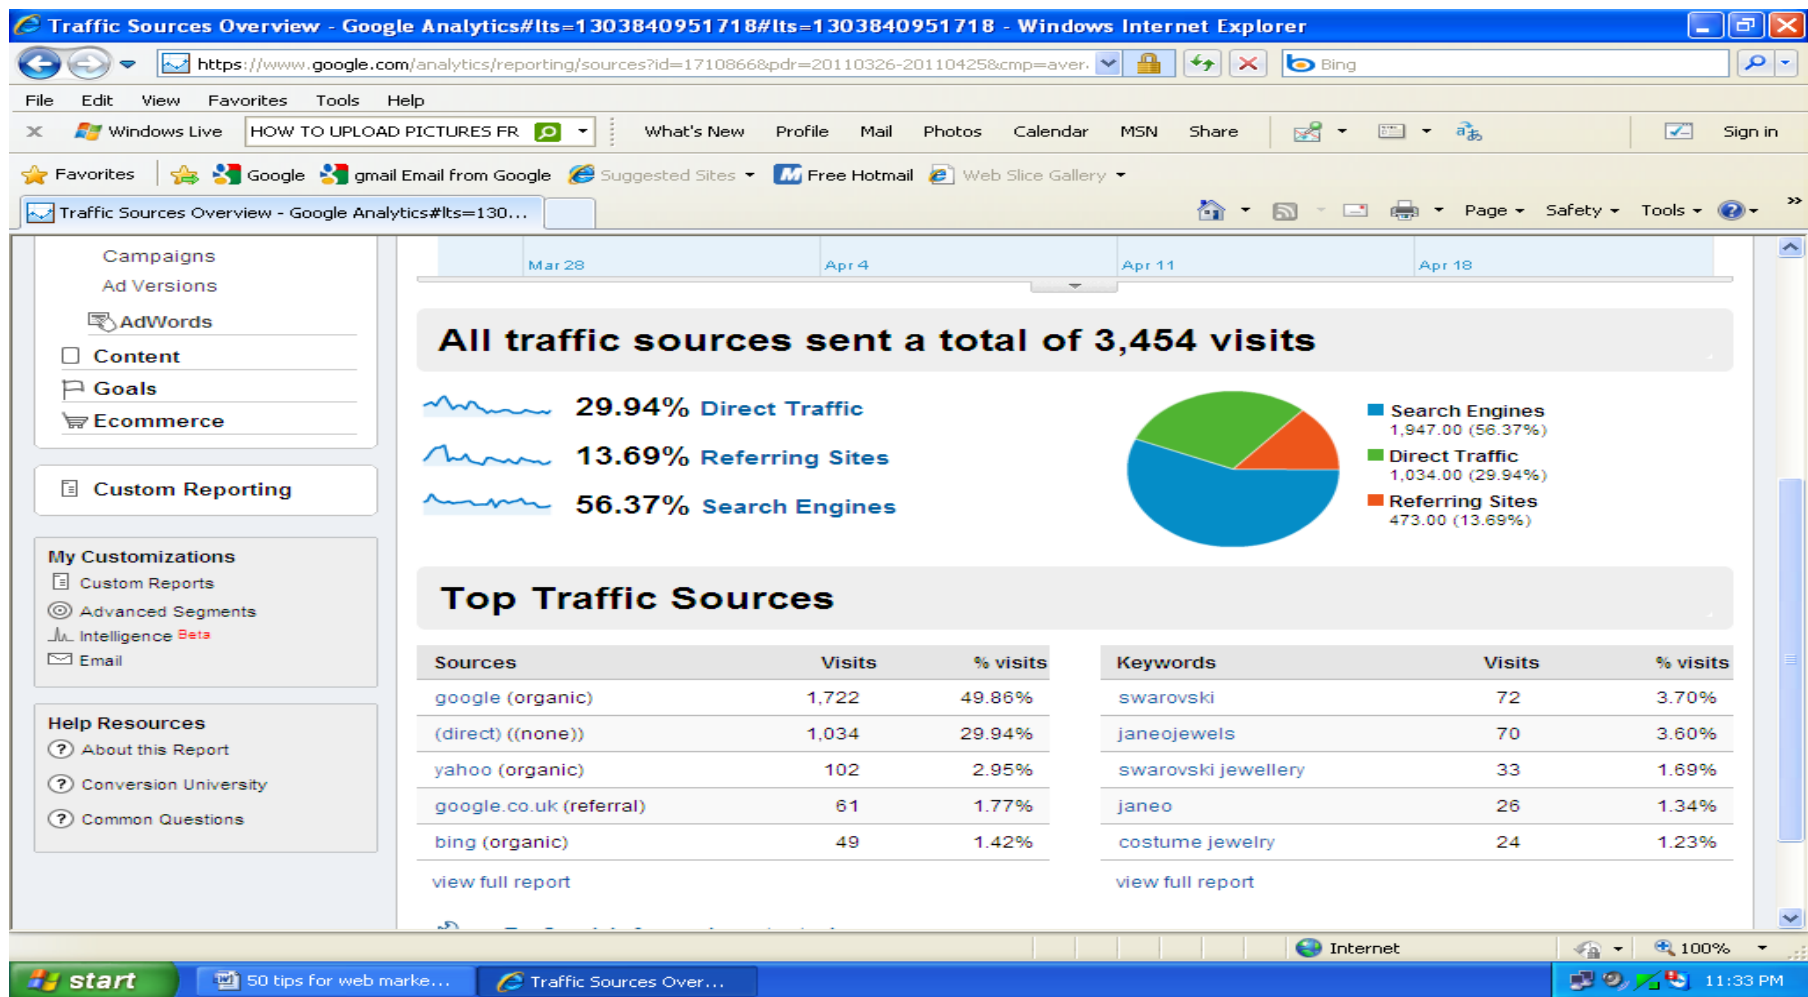 Traffic Sources Overview - Google Analytics#lts=1303840951718#lts=1303840951718 - Windows Internet Explorer
https://www.google.com/analytics/reporting/sources?id=1710866&pdr=20110326-20110425&cmp=aver. Bing
File Edit View Favorites Tools Help
x Windows Live HOW TO UPLOAD PICTURES FR What's New Profile Mail Photos Calendar MSN Share Sign in
Favorites Google gmail Email from Google Suggested Sites Free Hotmail Web Slice Gallery
Traffic Sources Overview - Google Analytics#lts=130... Page Safety Tools »
Campaigns
Ad Versions
AdWords
Content
Goals
Ecommerce
Custom Reporting
My Customizations
Custom Reports
Advanced Segments
Intelligence Beta
Email
Help Resources
? About this Report
? Conversion University
? Common Questions
Mar 28 Apr 4 Apr 11 Apr 18
All traffic sources sent a total of 3,454 visits
29.94% Direct Traffic
13.69% Referring Sites
56.37% Search Engines
Search Engines
1,947.00 (56.37%)
Direct Traffic
1,034.00 (29.94%)
Referring Sites
473.00 (13.69%)
Top Traffic Sources
Sources Visits % visits
google (organic) 1,722 49.86%
(direct) ((none)) 1,034 29.94%
yahoo (organic) 102 2.95%
google.co.uk (referral) 61 1.77%
bing (organic) 49 1.42%
view full report
Keywords Visits % visits
swarovski 72 3.70%
janeojewels 70 3.60%
swarovski jewellery 33 1.69%
janeo 26 1.34%
costume jewelry 24 1.23%
view full report
Internet 100%
start 50 tips for web marke... Traffic Sources Over... 11:33 PM